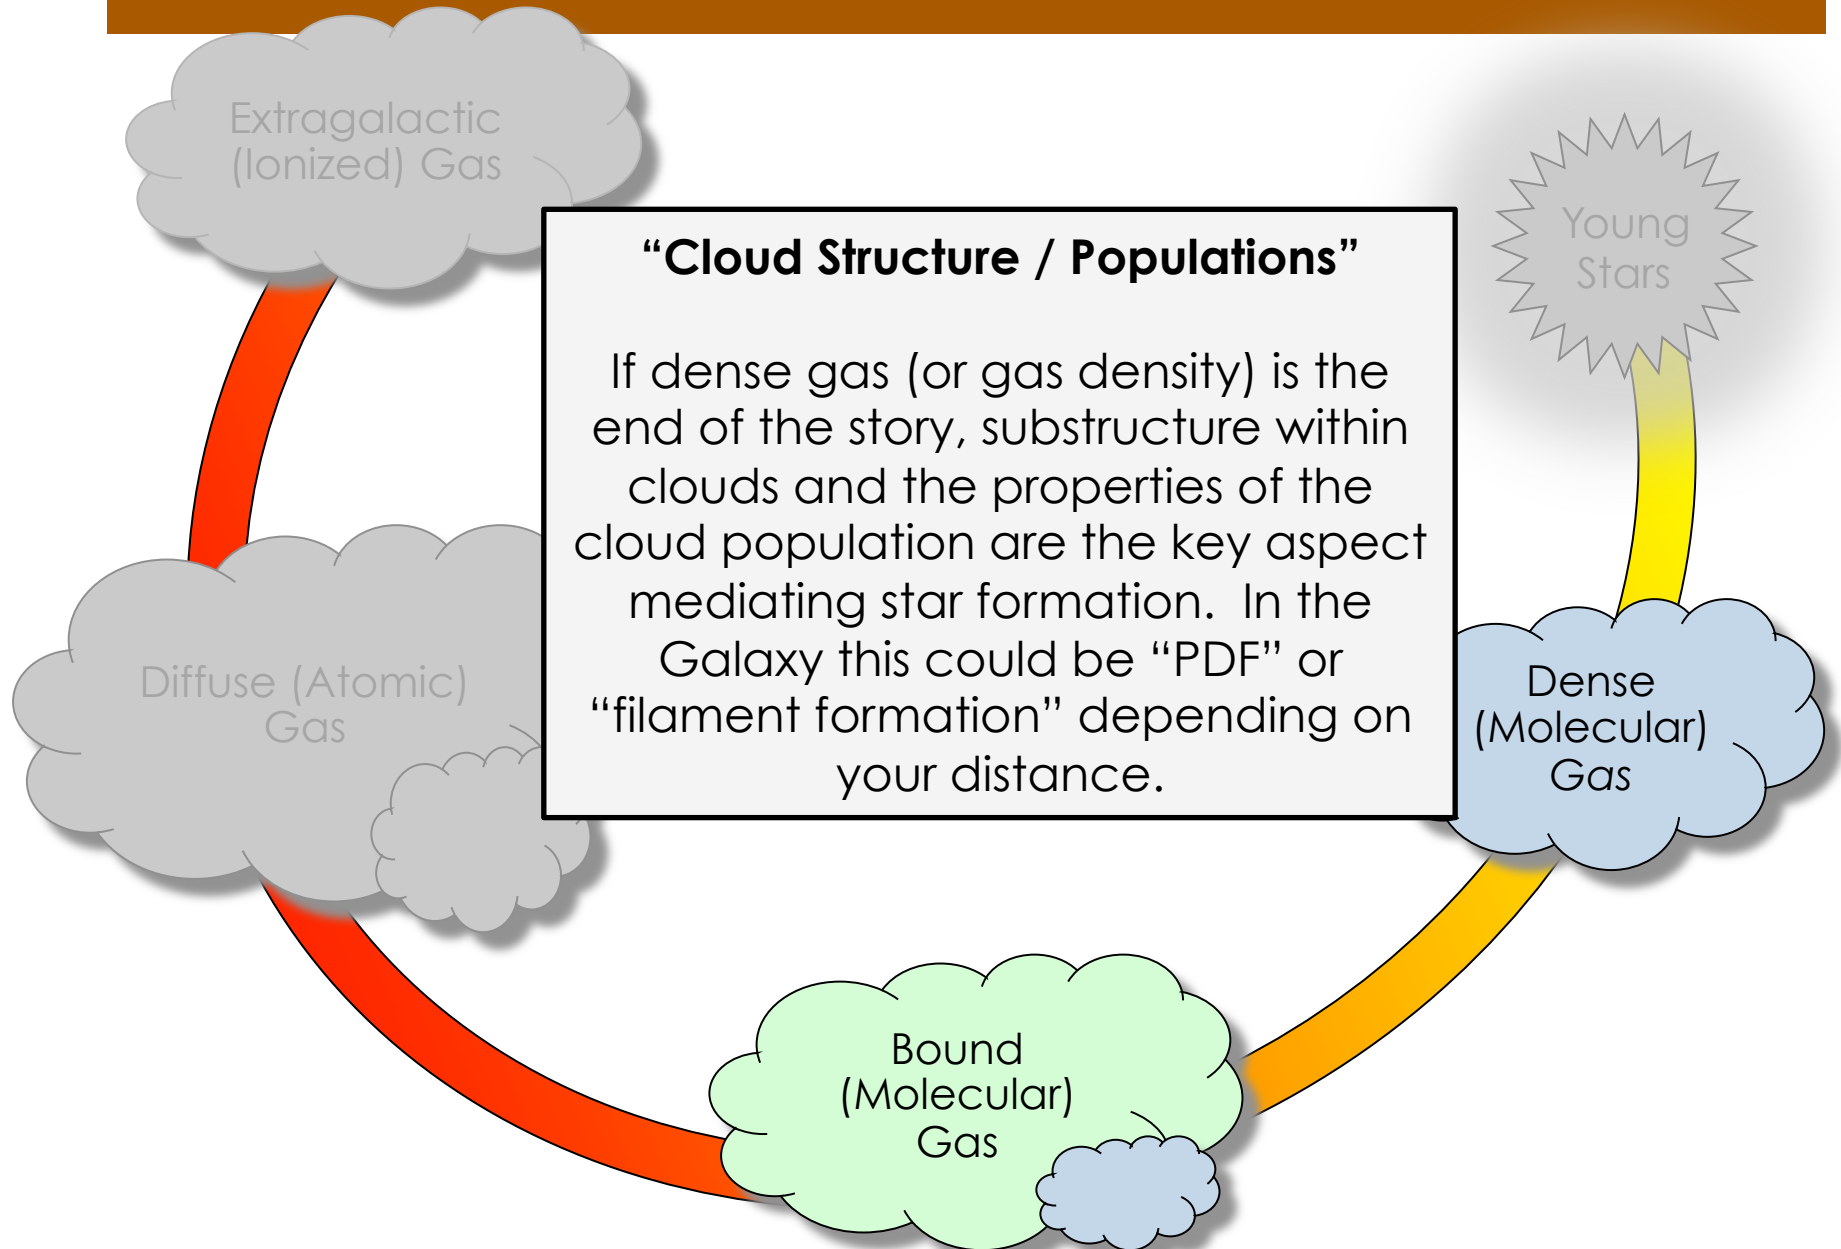 Extragalactic
(Ionized) Gas
Young
Stars
“Cloud Structure / Populations”
If dense gas (or gas density) is the
end of the story, substructure within
clouds and the properties of the
cloud population are the key aspect
mediating star formation.  In the
Galaxy this could be “PDF” or
“filament formation” depending on
your distance.
Diffuse (Atomic)
Gas
Dense
(Molecular)
Gas
Bound
(Molecular)
Gas